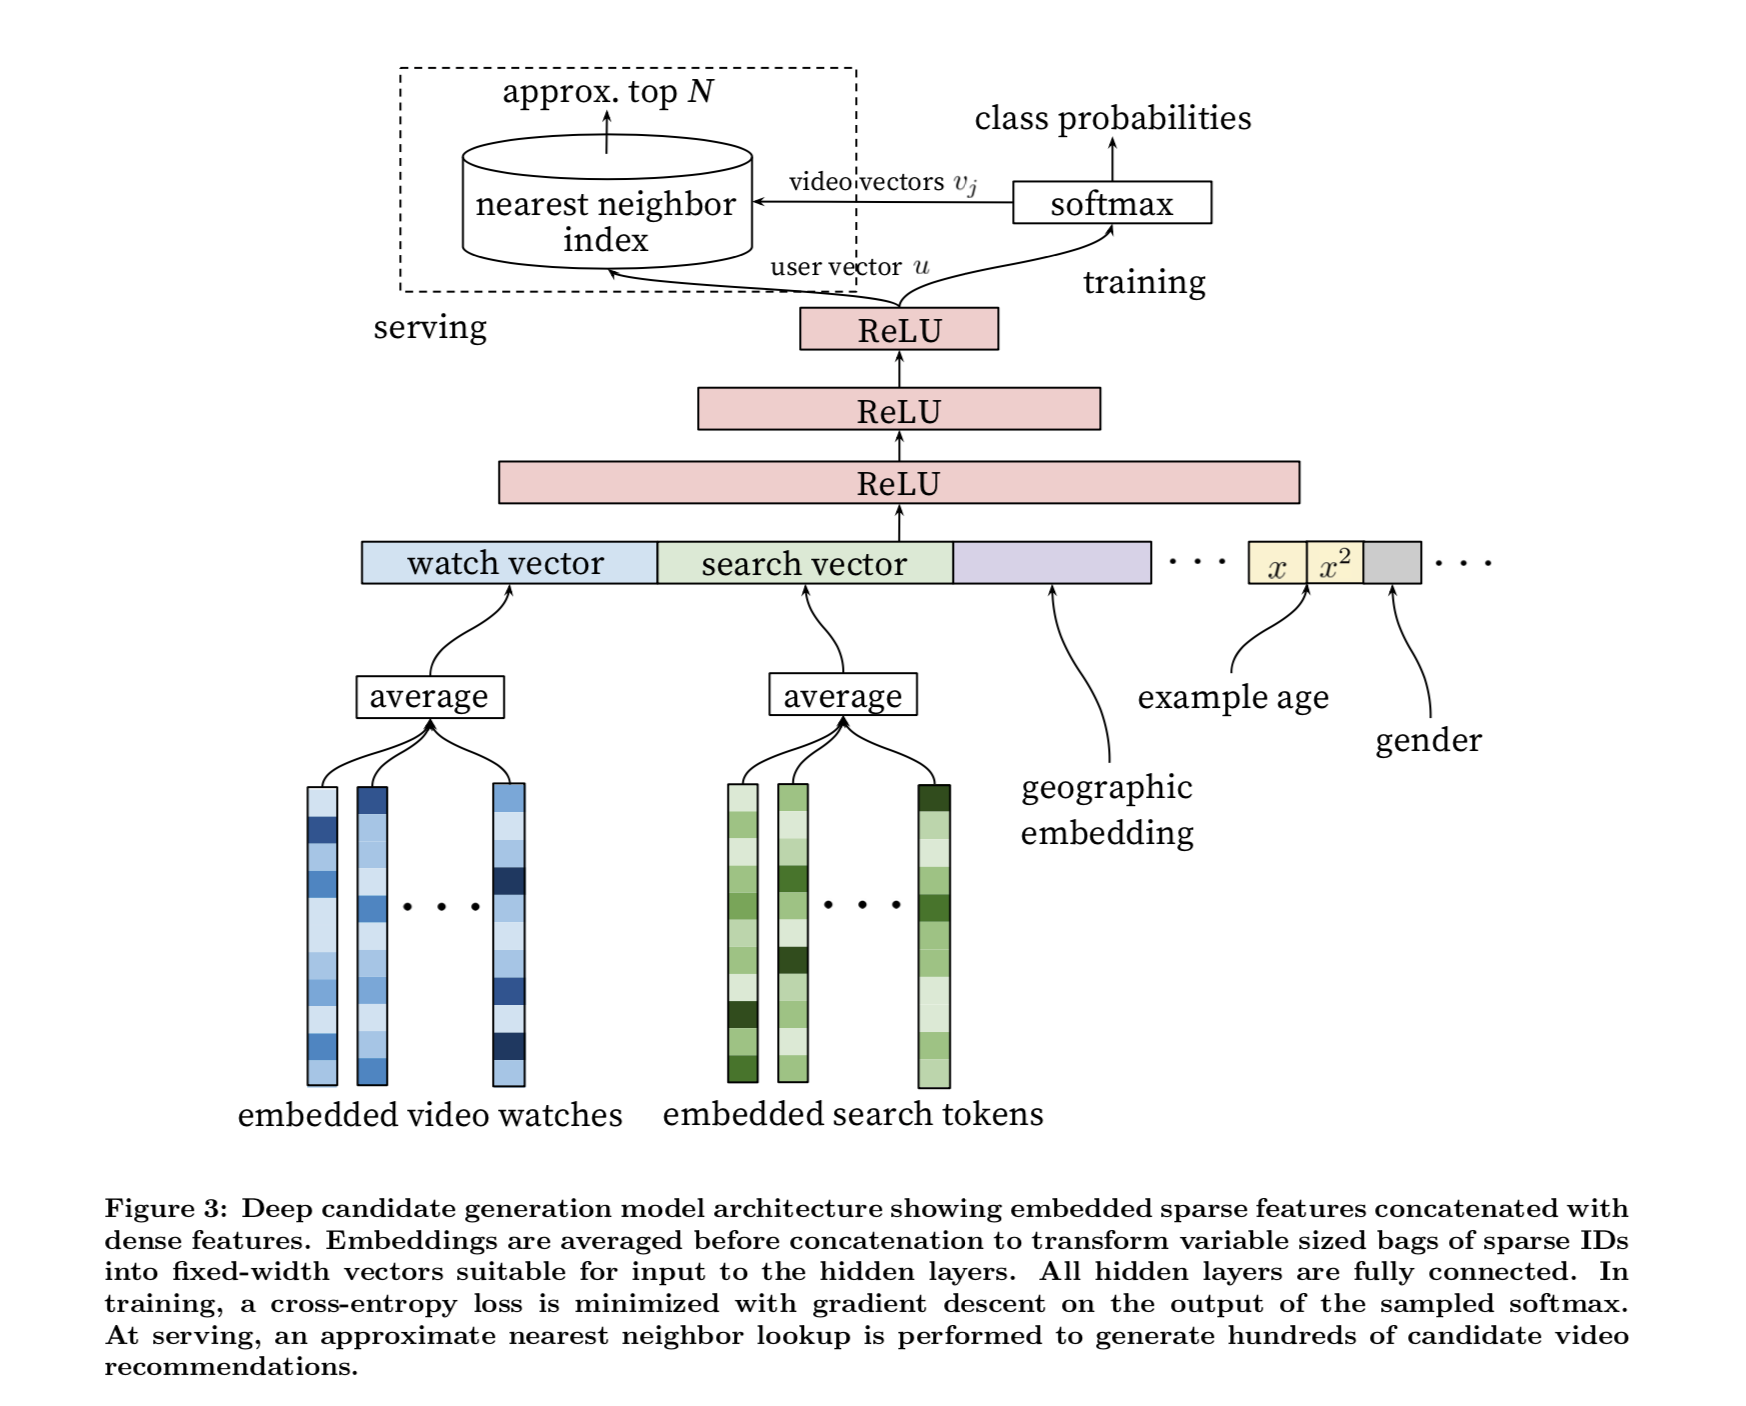 approx. top N
class probabilities
video vectors v_j
nearest neighbor
index
softmax
user vector u
training
serving
ReLU
ReLU
ReLU
watch vector
search vector
. . .
x
x²
. . .
average
average
example age
gender
geographic
embedding
. . .
. . .
embedded video watches
embedded search tokens
Figure 3: Deep candidate generation model architecture showing embedded sparse features concatenated with
dense features. Embeddings are averaged before concatenation to transform variable sized bags of sparse IDs
into fixed-width vectors suitable for input to the hidden layers. All hidden layers are fully connected. In
training, a cross-entropy loss is minimized with gradient descent on the output of the sampled softmax.
At serving, an approximate nearest neighbor lookup is performed to generate hundreds of candidate video
recommendations.